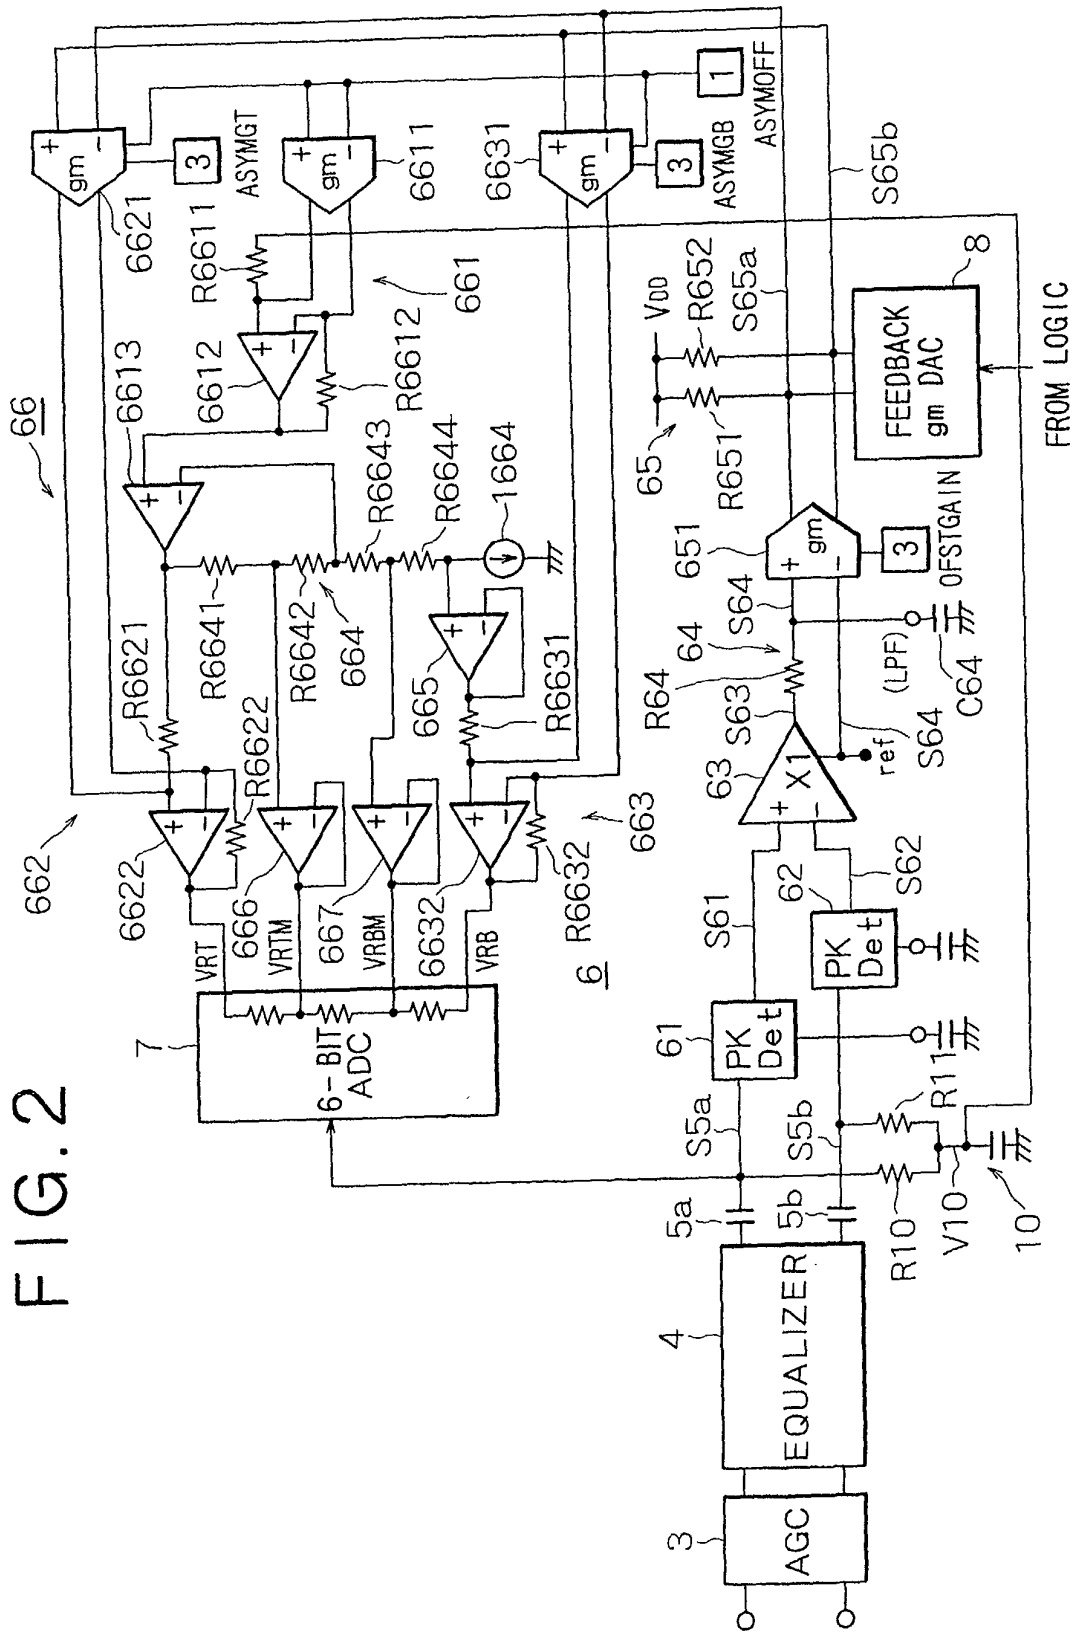 FIG.2
66
662
6622
VRT
R6621
R6622
6613
6621
gm
+
−
3
ASYMGT
R6611
6612
R6612
661
6611
gm
+
−
6631
gm
+
−
3
ASYMGB
1
ASYMOFF
R6641
R6642
664
R6643
R6644
1664
665
R6631
666
VRTM
667
VRBM
6632
VRB
R6632
663
6
7
6-BIT
ADC
65
VDD
R651
R652
S65a
S65b
8
FEEDBACK
gm DAC
FROM LOGIC
651
gm
+
−
3
OFSTGAIN
S64
64
R64
S63
63
X1
+
−
ref
S64
(LPF)
C64
S61
S62
62
PK
Det
61
PK
Det
S5a
S5b
R11
R10
V10
10
5a
5b
4
EQUALIZER
3
AGC